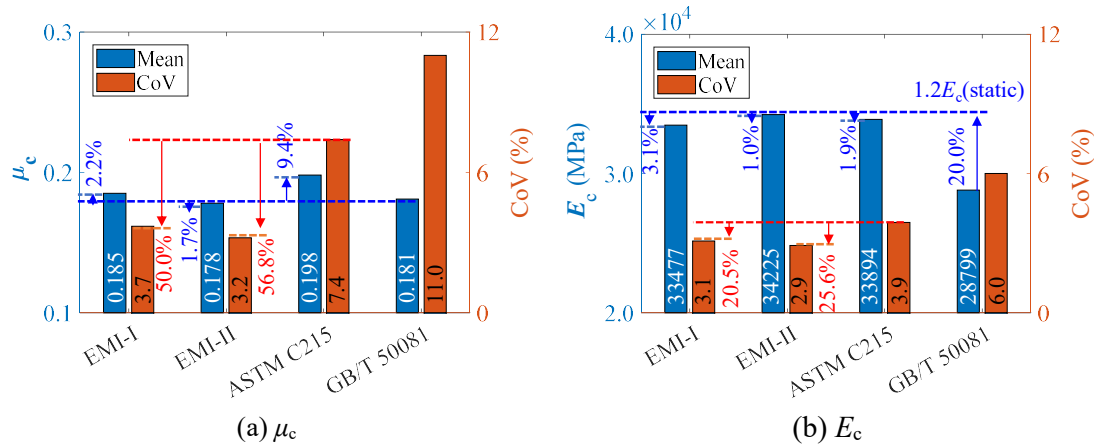 0.3
0.2
0.1
μc
Mean
CoV
12
6
0
CoV (%)
2.2%
1.7%
9.4%
50.0%
56.8%
0.185
3.7
0.178
3.2
0.198
7.4
0.181
11.0
EMI-I
EMI-II
ASTM C215
GB/T 50081
(a) μc
4.0 ×10⁴
3.0
2.0
Ec (MPa)
Mean
CoV
12
6
0
CoV (%)
1.2Ec(static)
3.1%
1.0%
1.9%
20.0%
20.5%
25.6%
33477
3.1
34225
2.9
33894
3.9
28799
6.0
EMI-I
EMI-II
ASTM C215
GB/T 50081
(b) Ec